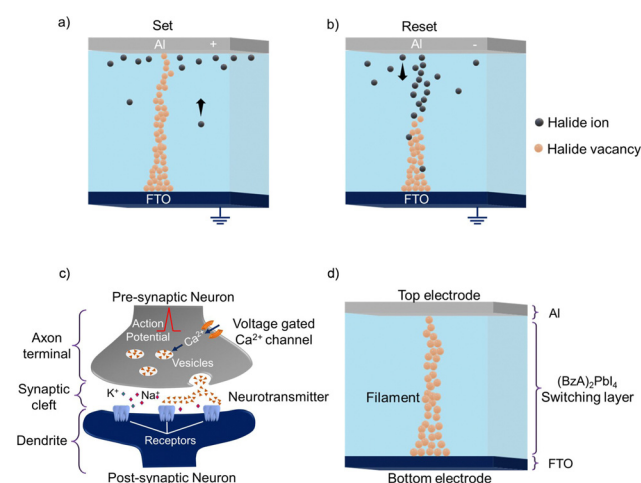 a)
Set
Al +
FTO
b)
Reset
Al -
FTO
Halide ion
Halide vacancy
c)
Pre-synaptic Neuron
Axon
terminal
Action
Potential
Ca²⁺
Voltage gated
Ca²⁺ channel
Vesicles
Synaptic
cleft
K⁺
Na⁺
Neurotransmitter
Dendrite
Receptors
Post-synaptic Neuron
d)
Top electrode
Al
Filament
(BzA)₂PbI₄
Switching layer
FTO
Bottom electrode